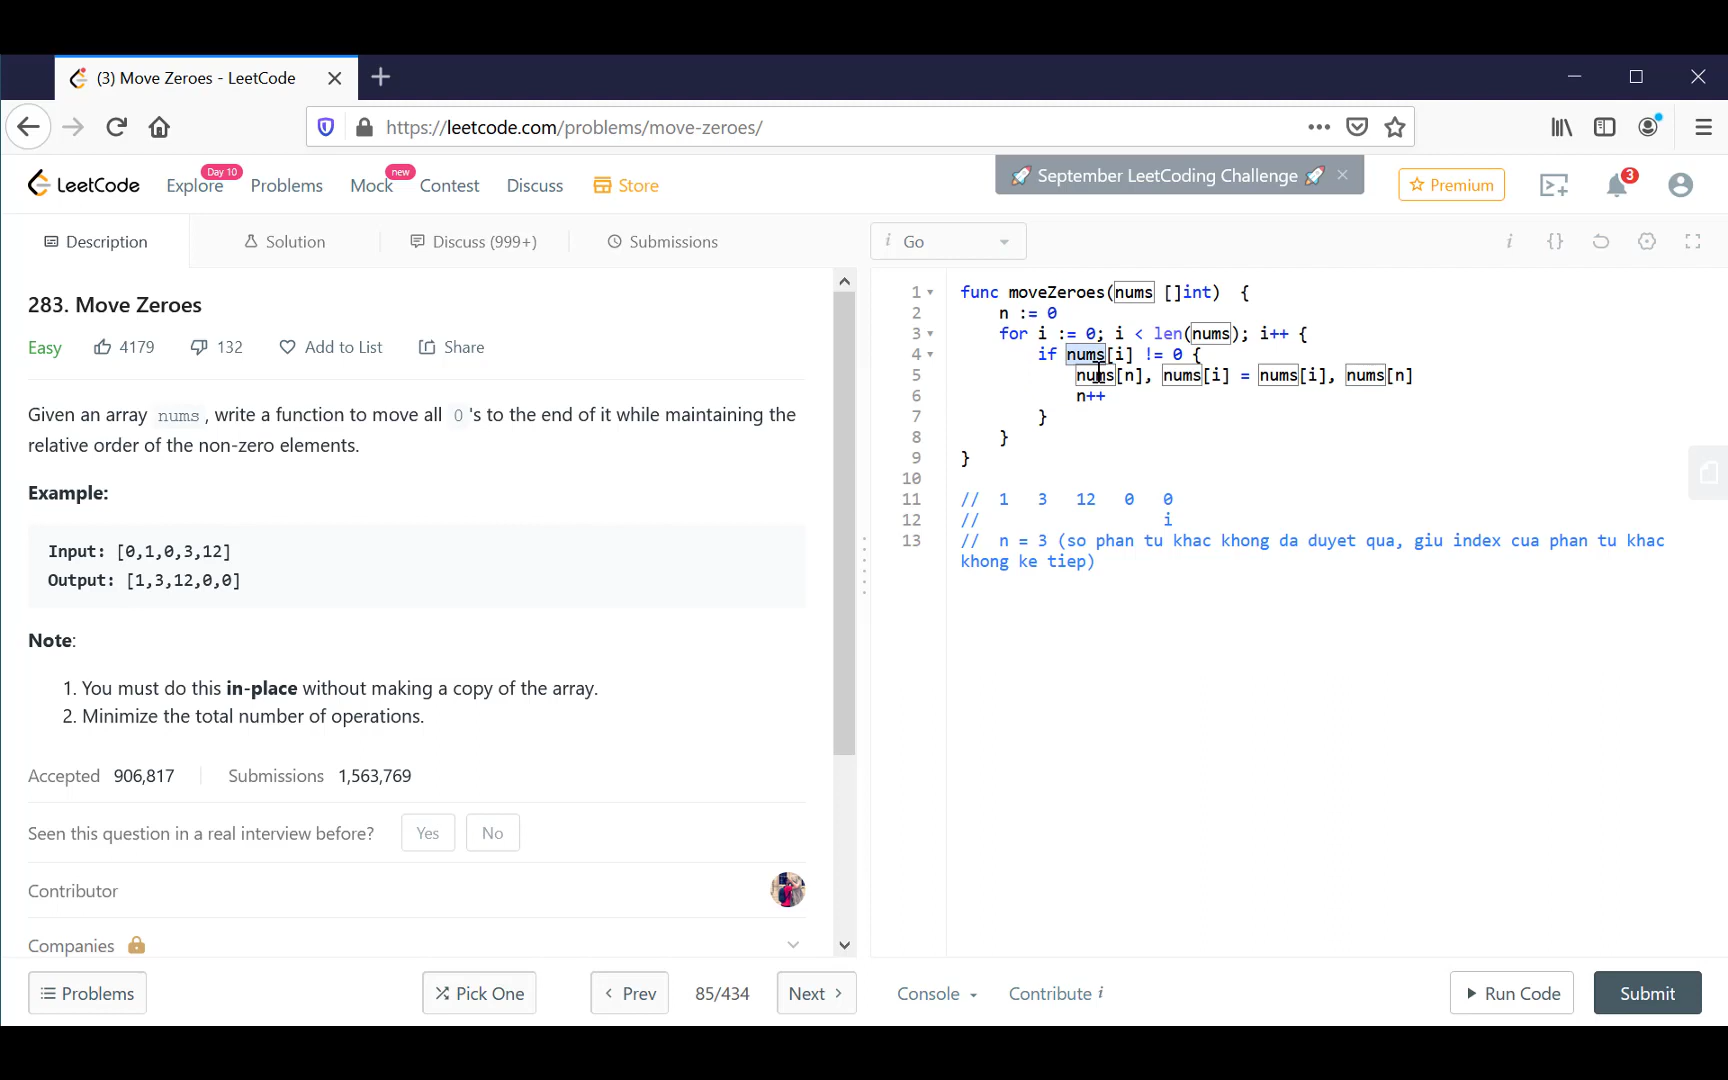 (3) Move Zeroes - LeetCode
https://leetcode.com/problems/move-zeroes/
LeetCode
Explore
Day 10
Problems
Mock
new
Contest
Discuss
Store
🚀 September LeetCoding Challenge 🚀
Premium
3
Description
Solution
Discuss (999+)
Submissions
283. Move Zeroes
Easy 4179 132 Add to List Share
Given an array nums, write a function to move all 0's to the end of it while maintaining the
relative order of the non-zero elements.
Example:
Input: [0,1,0,3,12]
Output: [1,3,12,0,0]
Note:
1. You must do this in-place without making a copy of the array.
2. Minimize the total number of operations.
Accepted 906,817 Submissions 1,563,769
Seen this question in a real interview before? Yes No
Contributor
Companies
Problems
Pick One
Prev
85/434
Next
i Go
i {}
1 func moveZeroes(nums []int)  {
2 n := 0
3 for i := 0; i < len(nums); i++ {
4 if nums[i] != 0 {
5 nums[n], nums[i] = nums[i], nums[n]
6 n++
7 }
8 }
9 }
10
11 // 1 3 12 0 0
12 // i
13 // n = 3 (so phan tu khac khong da duyet qua, giu index cua phan tu khac
khong ke tiep)
Console
Contribute i
Run Code
Submit